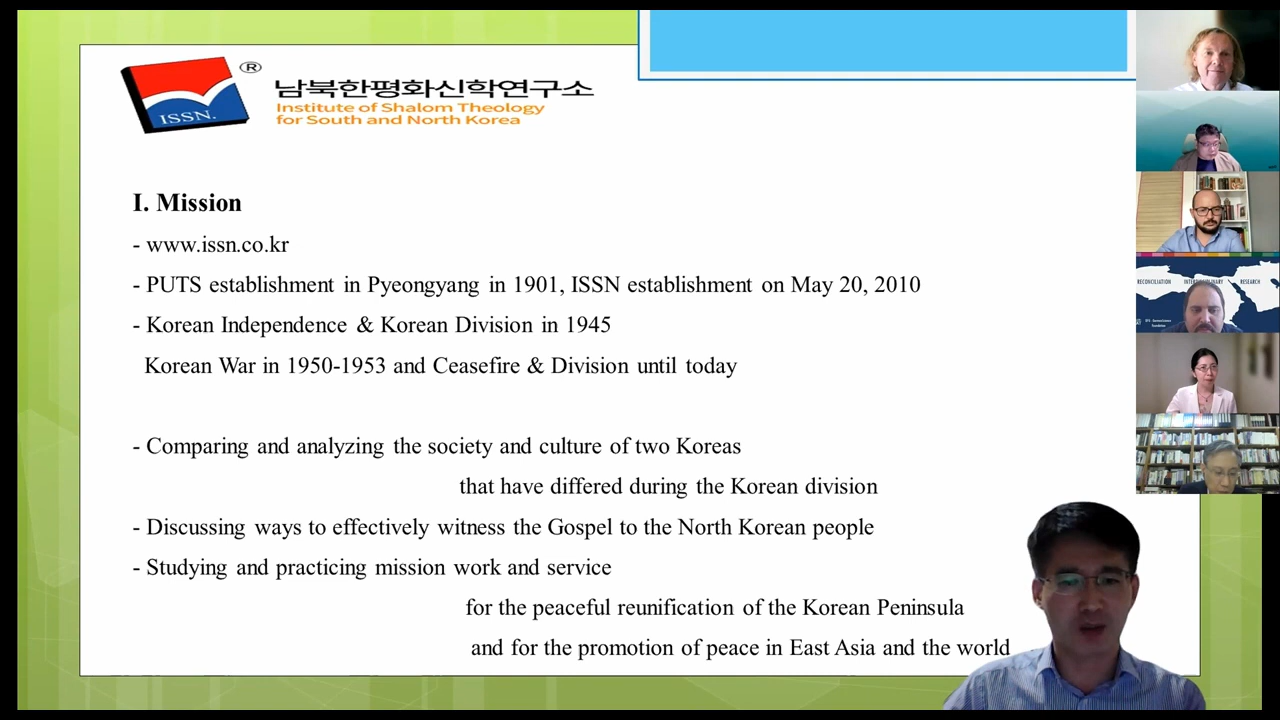 ISSN.
®
남북한평화신학연구소
Institute of Shalom Theology
for South and North Korea
I. Mission
- www.issn.co.kr
- PUTS establishment in Pyeongyang in 1901, ISSN establishment on May 20, 2010
- Korean Independence & Korean Division in 1945
Korean War in 1950-1953 and Ceasefire & Division until today
- Comparing and analyzing the society and culture of two Koreas
that have differed during the Korean division
- Discussing ways to effectively witness the Gospel to the North Korean people
- Studying and practicing mission work and service
for the peaceful reunification of the Korean Peninsula
and for the promotion of peace in East Asia and the world
RECONCILIATION
RESEARCH